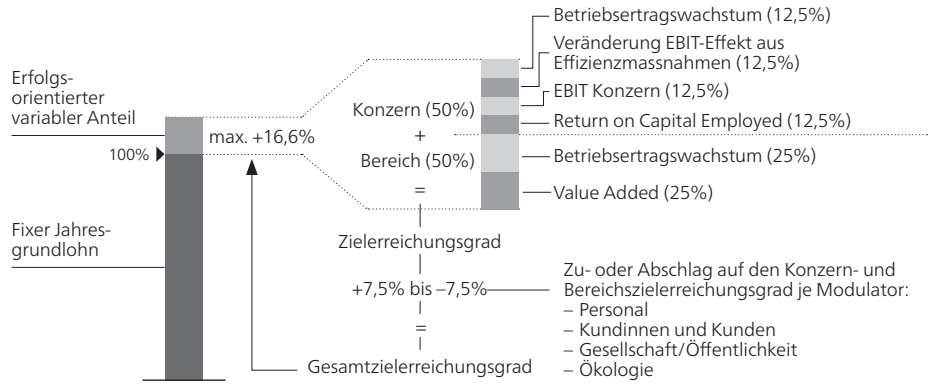 Erfolgs-
orientierter
variabler Anteil
100%
Fixer Jahres-
grundlohn
max. +16,6%
Konzern (50%)
+
Bereich (50%)
=
Zielerreichungsgrad
+7,5% bis –7,5%
=
Gesamtzielerreichungsgrad
Betriebsertragswachstum (12,5%)
Veränderung EBIT-Effekt aus
Effizienzmassnahmen (12,5%)
EBIT Konzern (12,5%)
Return on Capital Employed (12,5%)
Betriebsertragswachstum (25%)
Value Added (25%)
Zu- oder Abschlag auf den Konzern- und
Bereichszielerreichungsgrad je Modulator:
– Personal
– Kundinnen und Kunden
– Gesellschaft/Öffentlichkeit
– Ökologie